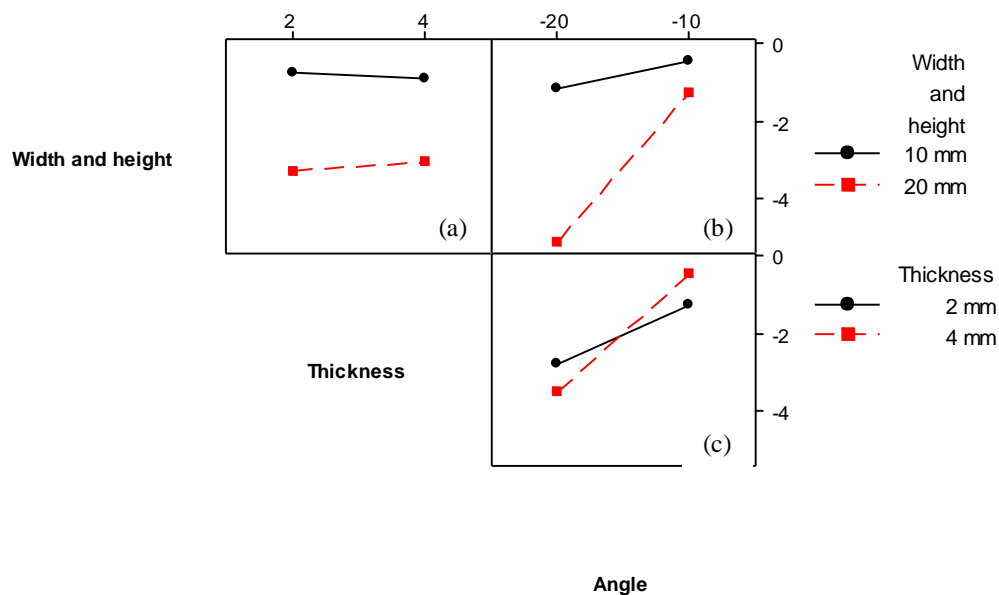 2 4 -20 -10
0
-2
-4
Width and height
(a)
(b)
Width
and
height
10 mm
20 mm
0
-2
-4
Thickness
(c)
Thickness
2 mm
4 mm
Angle